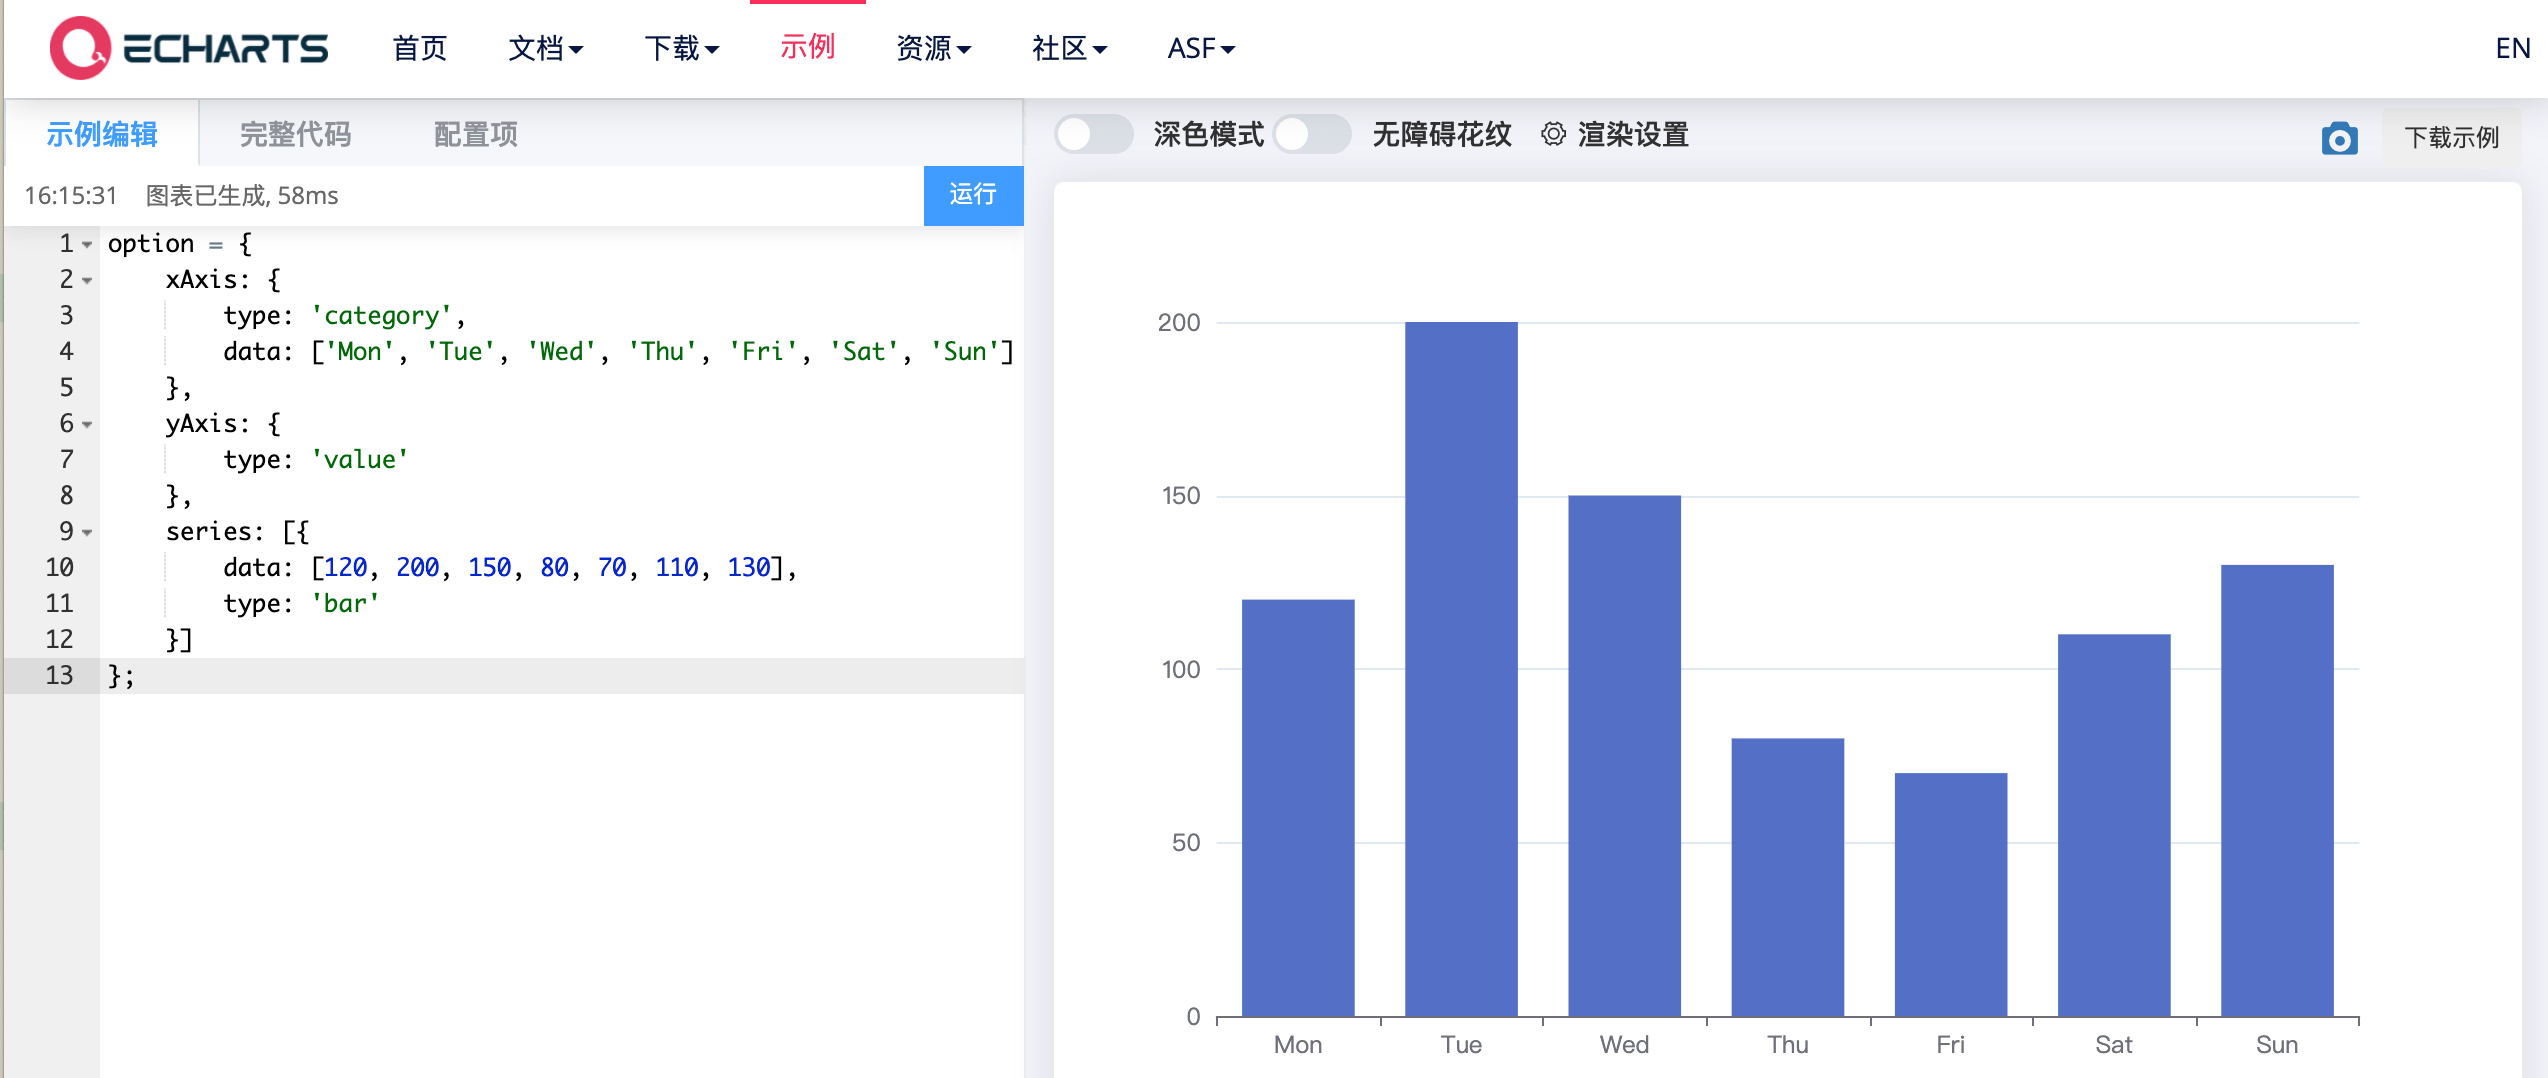 ECHARTS 首页 文档 下载 示例 资源 社区 ASF EN
示例编辑 完整代码 配置项
深色模式 无障碍花纹 渲染设置 下载示例
16:15:31 图表已生成, 58ms 运行
1 option = {
2     xAxis: {
3         type: 'category',
4         data: ['Mon', 'Tue', 'Wed', 'Thu', 'Fri', 'Sat', 'Sun']
5     },
6     yAxis: {
7         type: 'value'
8     },
9     series: [{
10         data: [120, 200, 150, 80, 70, 110, 130],
11         type: 'bar'
12     }]
13 };
200
150
100
50
0
Mon Tue Wed Thu Fri Sat Sun